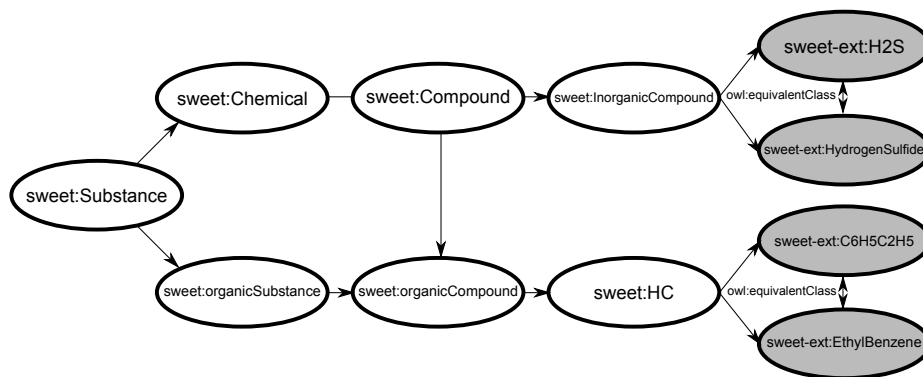 sweet-ext:H2S
sweet:Chemical
sweet:Compound
sweet:InorganicCompound
owl:equivalentClass
sweet-ext:HydrogenSulfide
sweet:Substance
sweet-ext:C6H5C2H5
sweet:organicSubstance
sweet:organicCompound
sweet:HC
owl:equivalentClass
sweet-ext:EthylBenzene